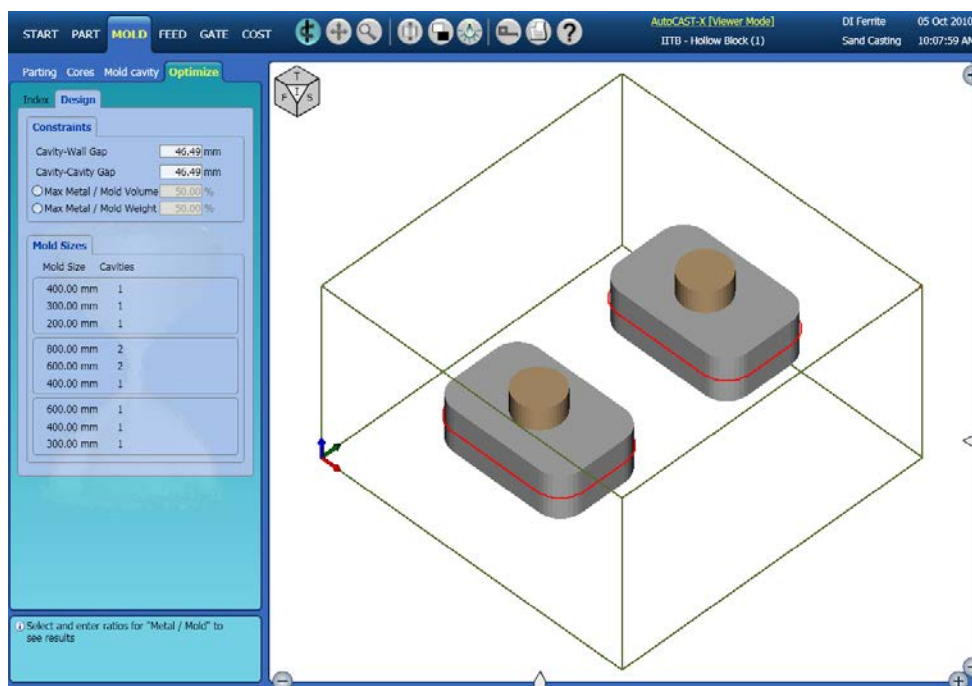 START PART MOLD FEED GATE COST
AutoCAST-X [Viewer Mode]
IITB - Hollow Block (1)
DI Ferrite
Sand Casting
05 Oct 2010
10:07:59 AM
Parting Cores Mold cavity Optimize
Index Design
Constraints
Cavity-Wall Gap 46.49 mm
Cavity-Cavity Gap 46.49 mm
Max Metal / Mold Volume 50.00 %
Max Metal / Mold Weight 50.00 %
Mold Sizes
Mold Size Cavities
400.00 mm 1
300.00 mm 1
200.00 mm 1
800.00 mm 2
600.00 mm 2
400.00 mm 1
600.00 mm 1
400.00 mm 1
300.00 mm 1
Select and enter ratios for "Metal / Mold" to
see results
T
F I S